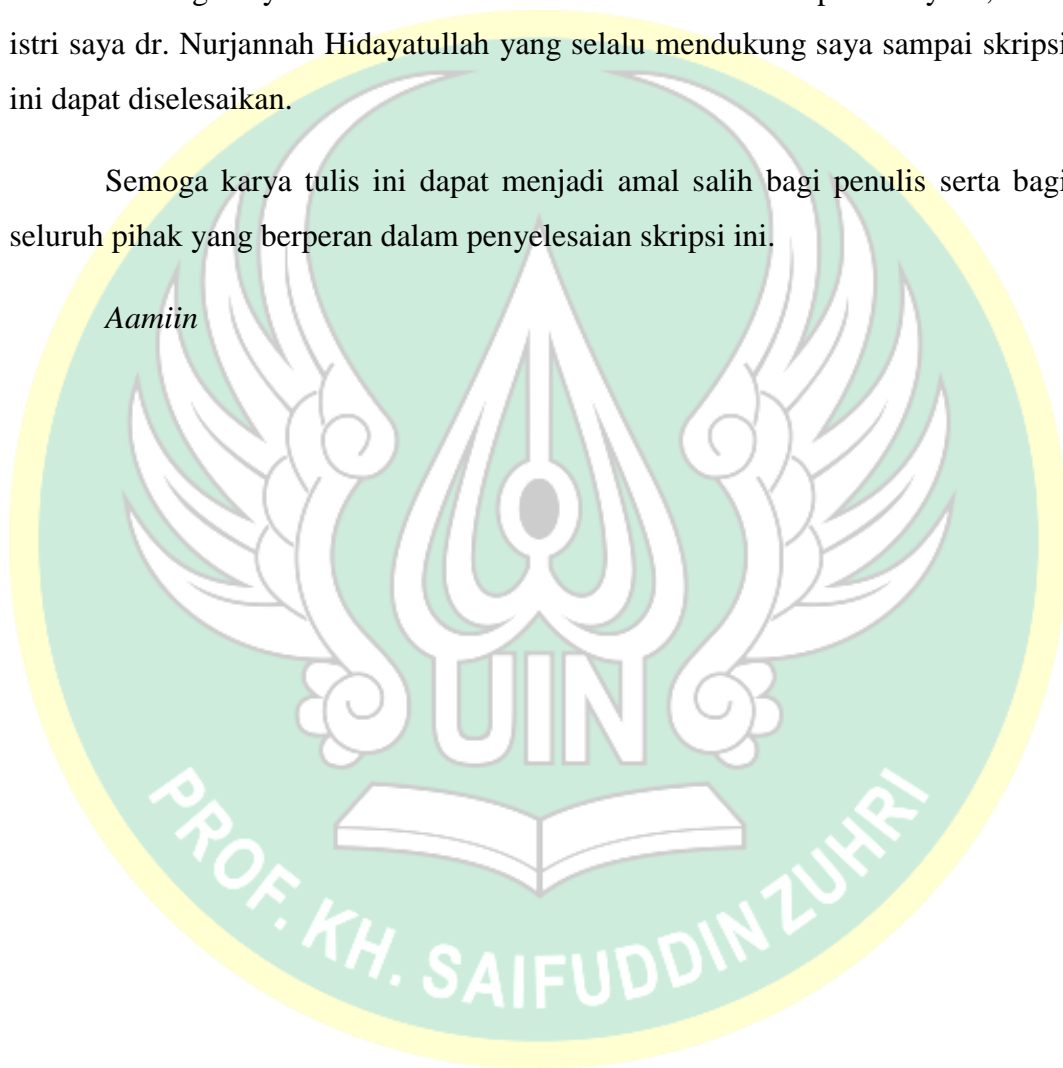 istri saya dr. Nurjannah Hidayatullah yang selalu mendukung saya sampai skripsi
ini dapat diselesaikan.
Semoga karya tulis ini dapat menjadi amal salih bagi penulis serta bagi
seluruh pihak yang berperan dalam penyelesaian skripsi ini.
Aamiin
UIN
PROF. KH. SAIFUDDIN ZUHRI